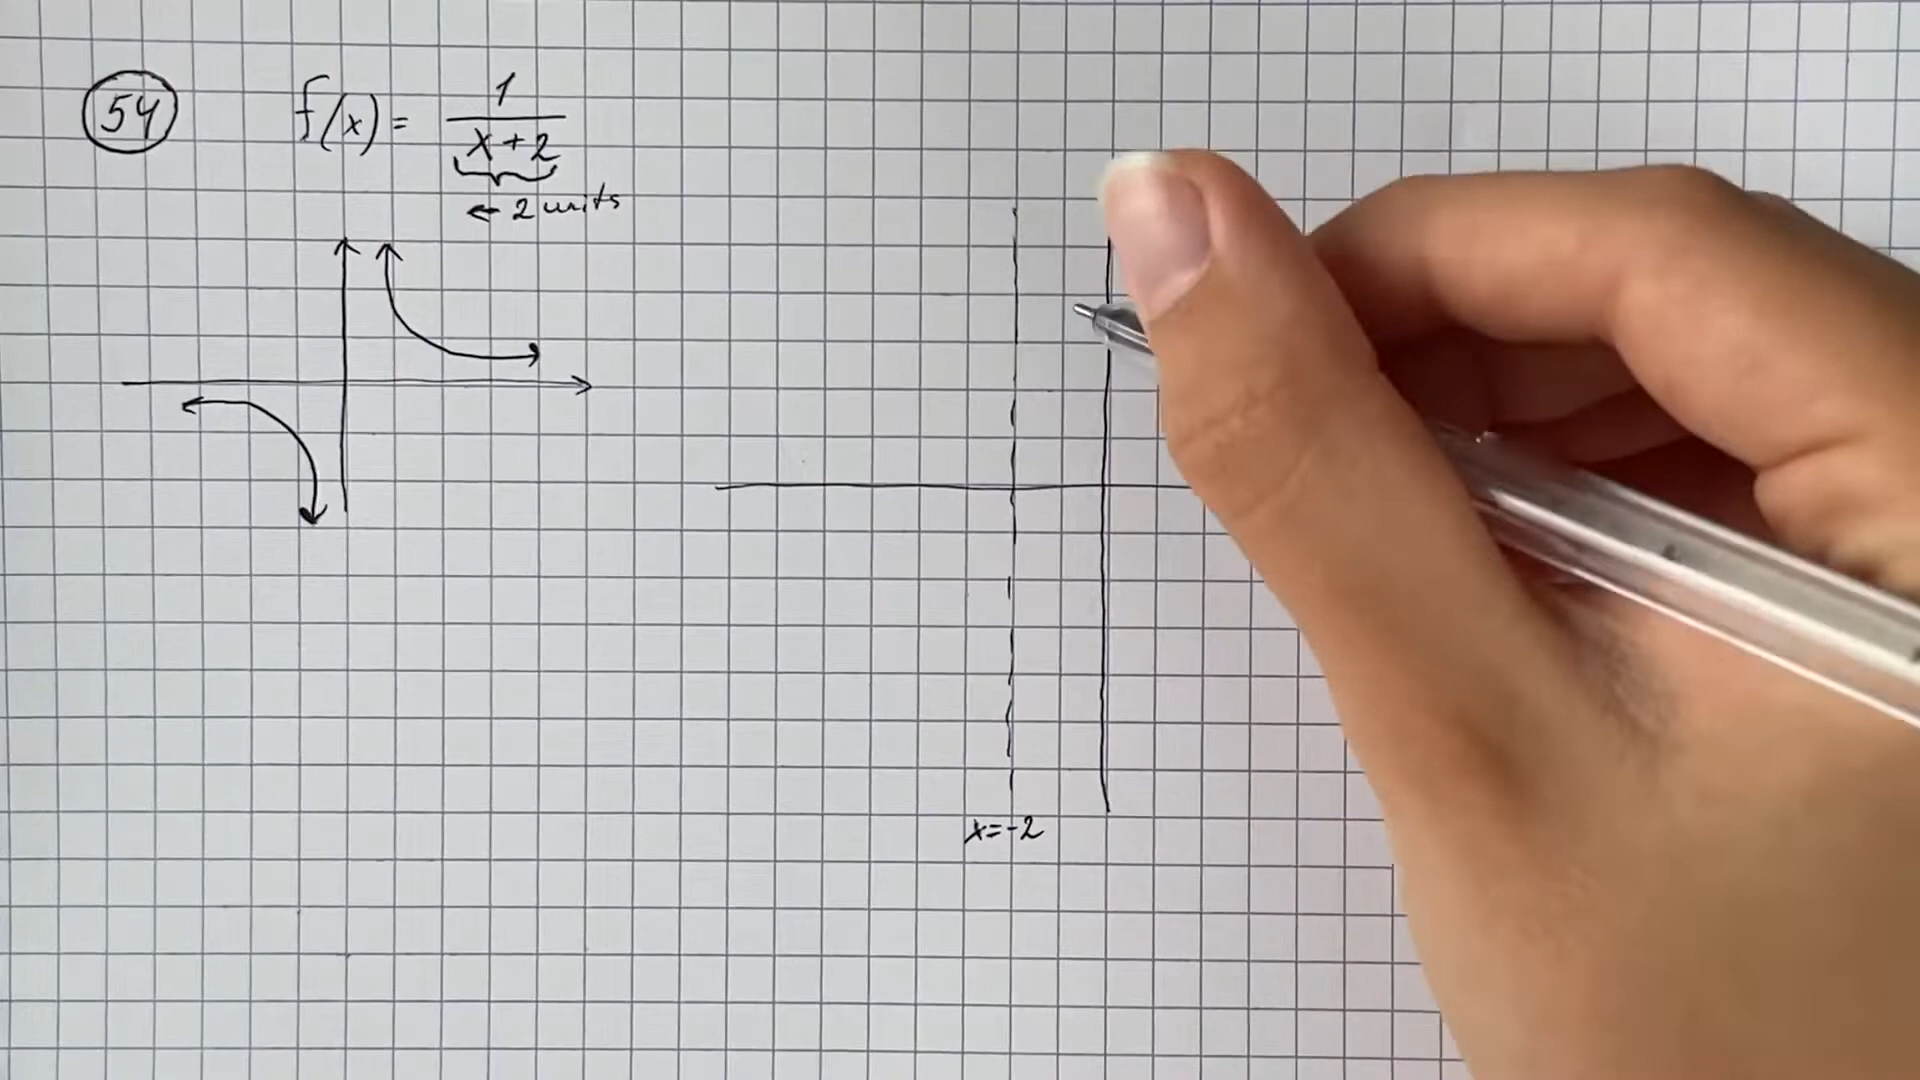 54 f(x) = 1/(x+2)
← 2 units
x=-2